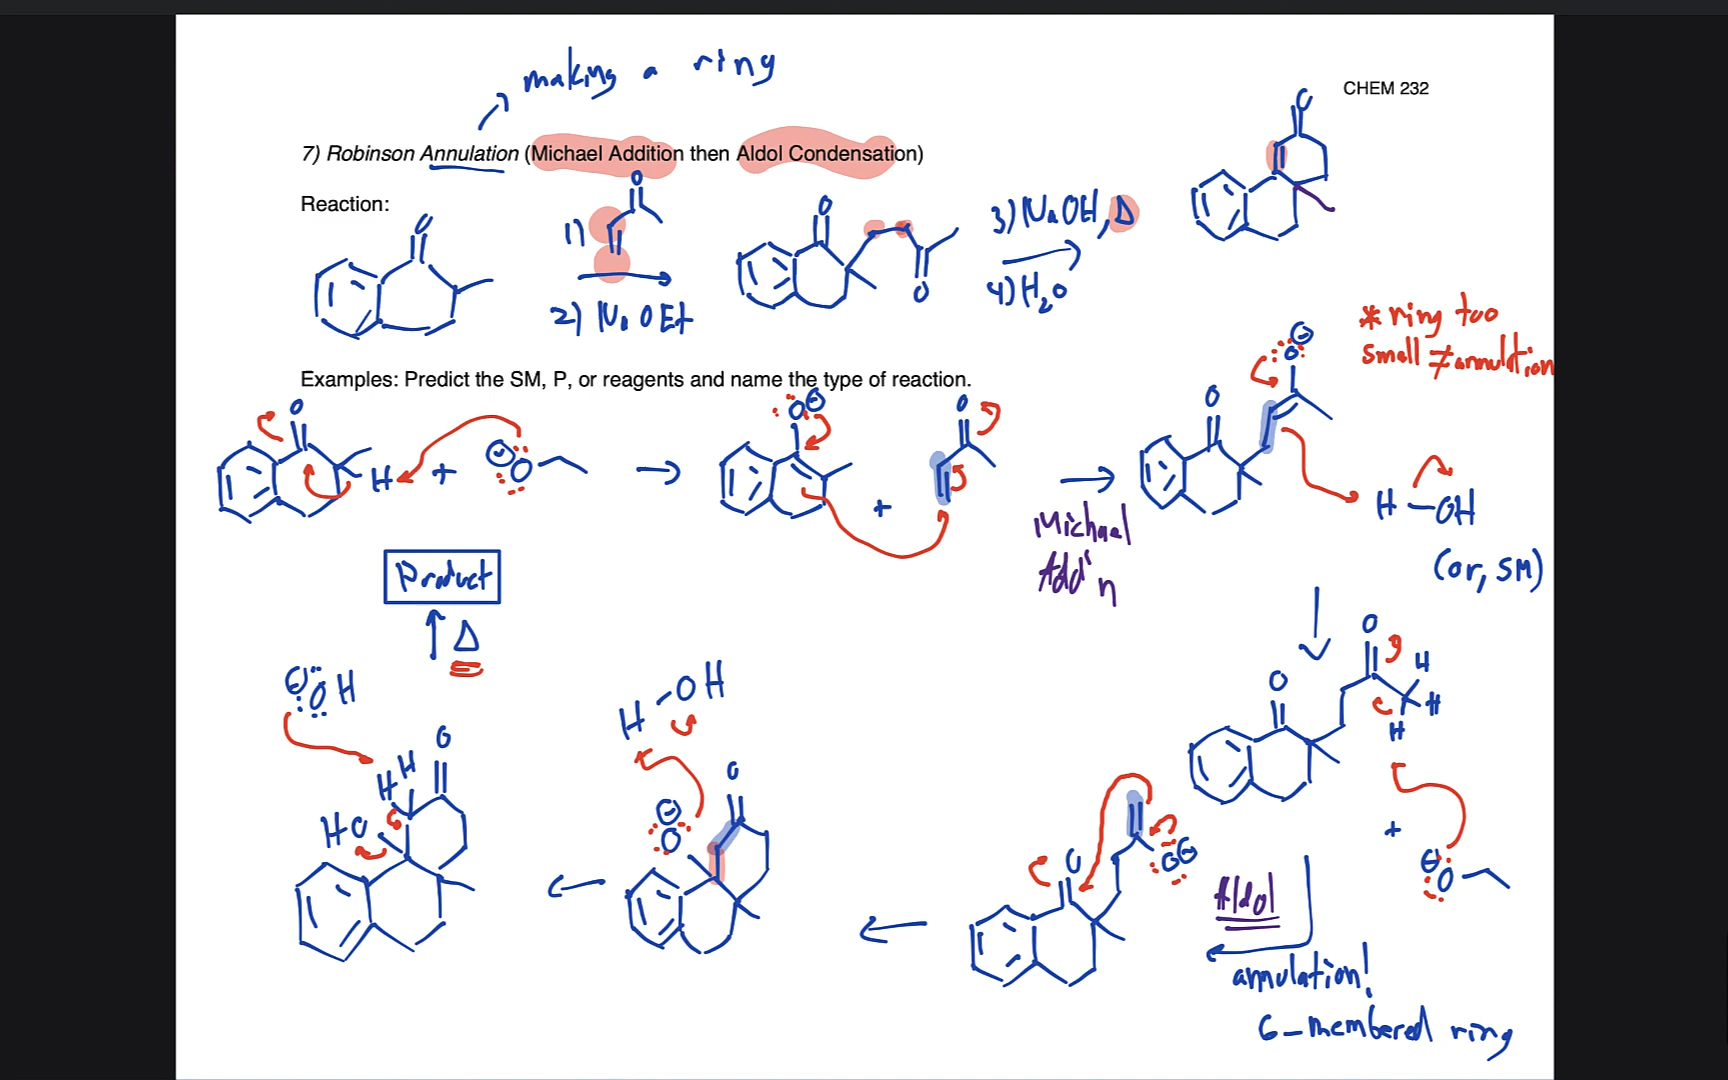 making a ring
CHEM 232
7) Robinson Annulation (Michael Addition then Aldol Condensation)
Reaction:
O
O
1)
2) NaOEt
O
O
3) NaOH, Δ
4) H2O
O
* ring too
small ≠ annulation
Examples: Predict the SM, P, or reagents and name the type of reaction.
O
H
+
⊖
O
O⊖
+
O
Michael
Add'n
O
O⊖
H-OH
(or, SM)
Product
Δ
⊖OH
H
H
O
HO
H-OH
⊖
O
O
O
O⊖
Aldol
annulation!
6-membered ring
O
O
H
H
H
+
⊖
O